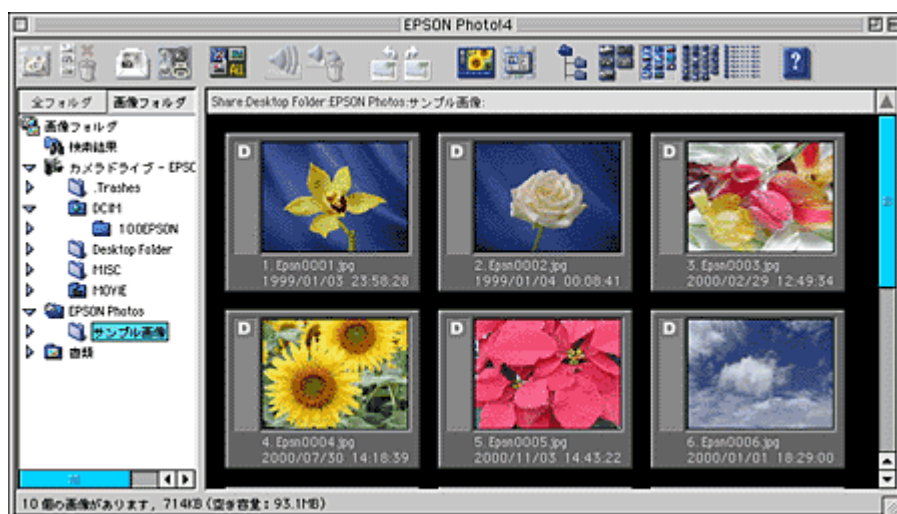 EPSON Photo!4
ALL
?
全フォルダ 画像フォルダ
Share:Desktop Folder:EPSON Photos:サンプル画像:
画像フォルダ
検索結果
カメラドライブ - EPSC
.Trashes
DCIM
100EPSON
Desktop Folder
MISC
MOVIE
EPSON Photos
サンプル画像
書類
D
1. Epsn0001.jpg
1999/01/03 23:58:28
D
2. Epsn0002.jpg
1999/01/04 00:08:41
D
3. Epsn0003.jpg
2000/02/29 12:49:34
D
4. Epsn0004.jpg
2000/07/30 14:18:39
D
5. Epsn0005.jpg
2000/11/03 14:43:22
D
6. Epsn0006.jpg
2000/01/01 18:29:00
10 個の画像があります, 714KB (空き容量: 93.1MB)